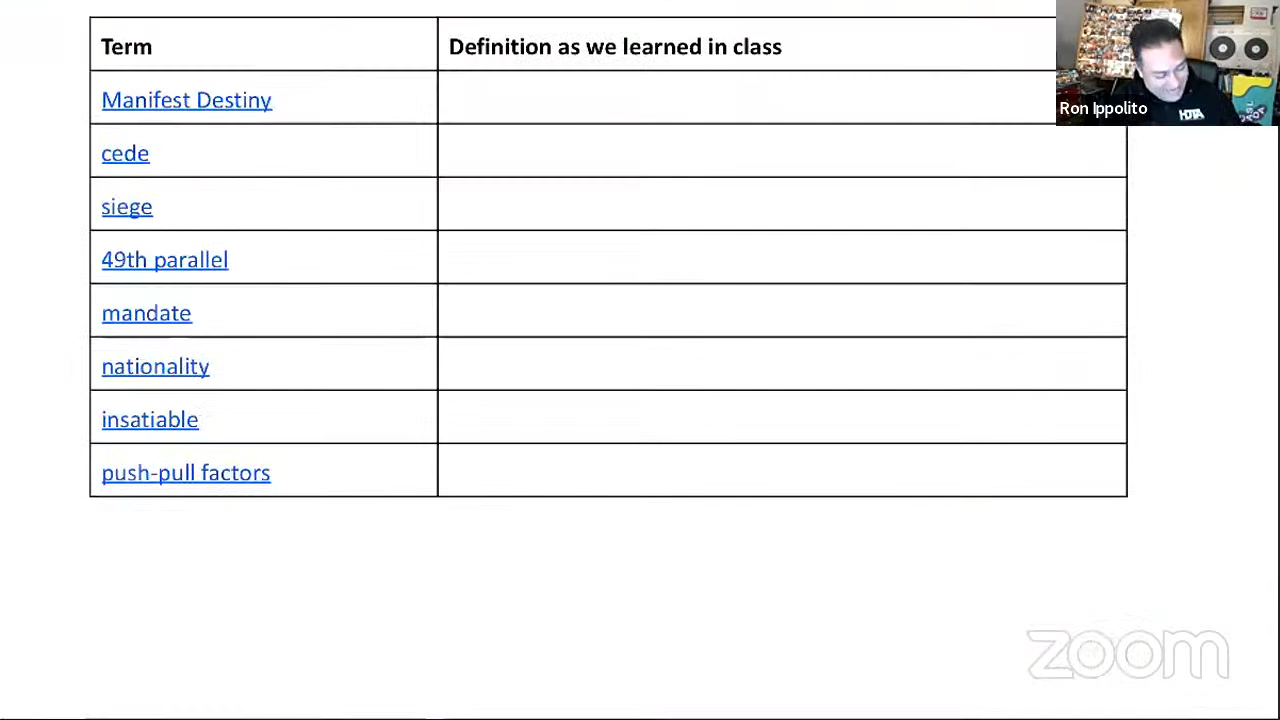 Term
Definition as we learned in class
Manifest Destiny
Ron Ippolito
HDTA
cede
siege
49th parallel
mandate
nationality
insatiable
push-pull factors
zoom